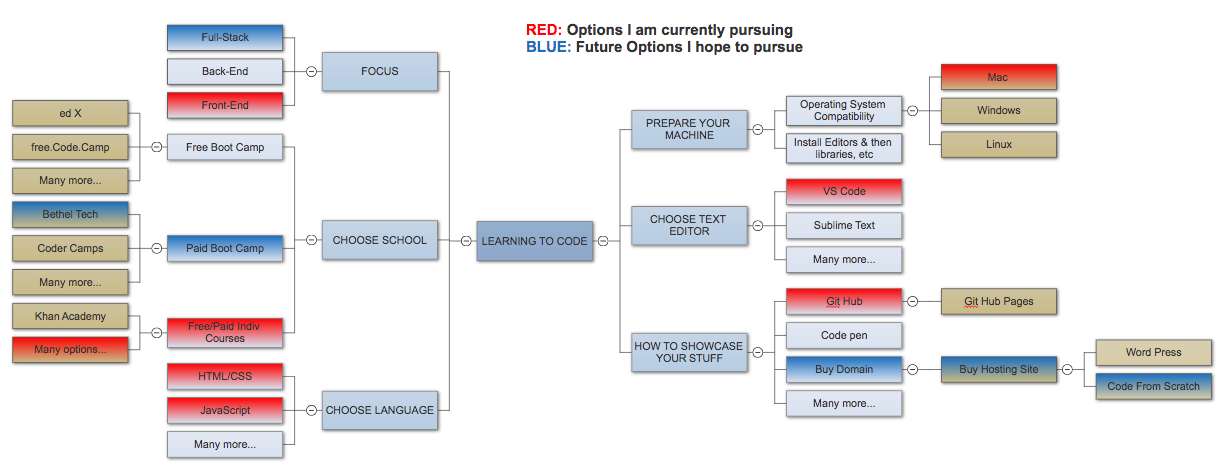 RED: Options I am currently pursuing
BLUE: Future Options I hope to pursue
LEARNING TO CODE
FOCUS
Full-Stack
Back-End
Front-End
CHOOSE SCHOOL
Free Boot Camp
ed X
free.Code.Camp
Many more...
Paid Boot Camp
Bethel Tech
Coder Camps
Many more...
Free/Paid Indiv
Courses
Khan Academy
Many options...
CHOOSE LANGUAGE
HTML/CSS
JavaScript
Many more...
PREPARE YOUR
MACHINE
Operating System
Compatibility
Mac
Windows
Linux
Install Editors & then
libraries, etc
CHOOSE TEXT
EDITOR
VS Code
Sublime Text
Many more...
HOW TO SHOWCASE
YOUR STUFF
Git Hub
Git Hub Pages
Code pen
Buy Domain
Buy Hosting Site
Word Press
Code From Scratch
Many more...